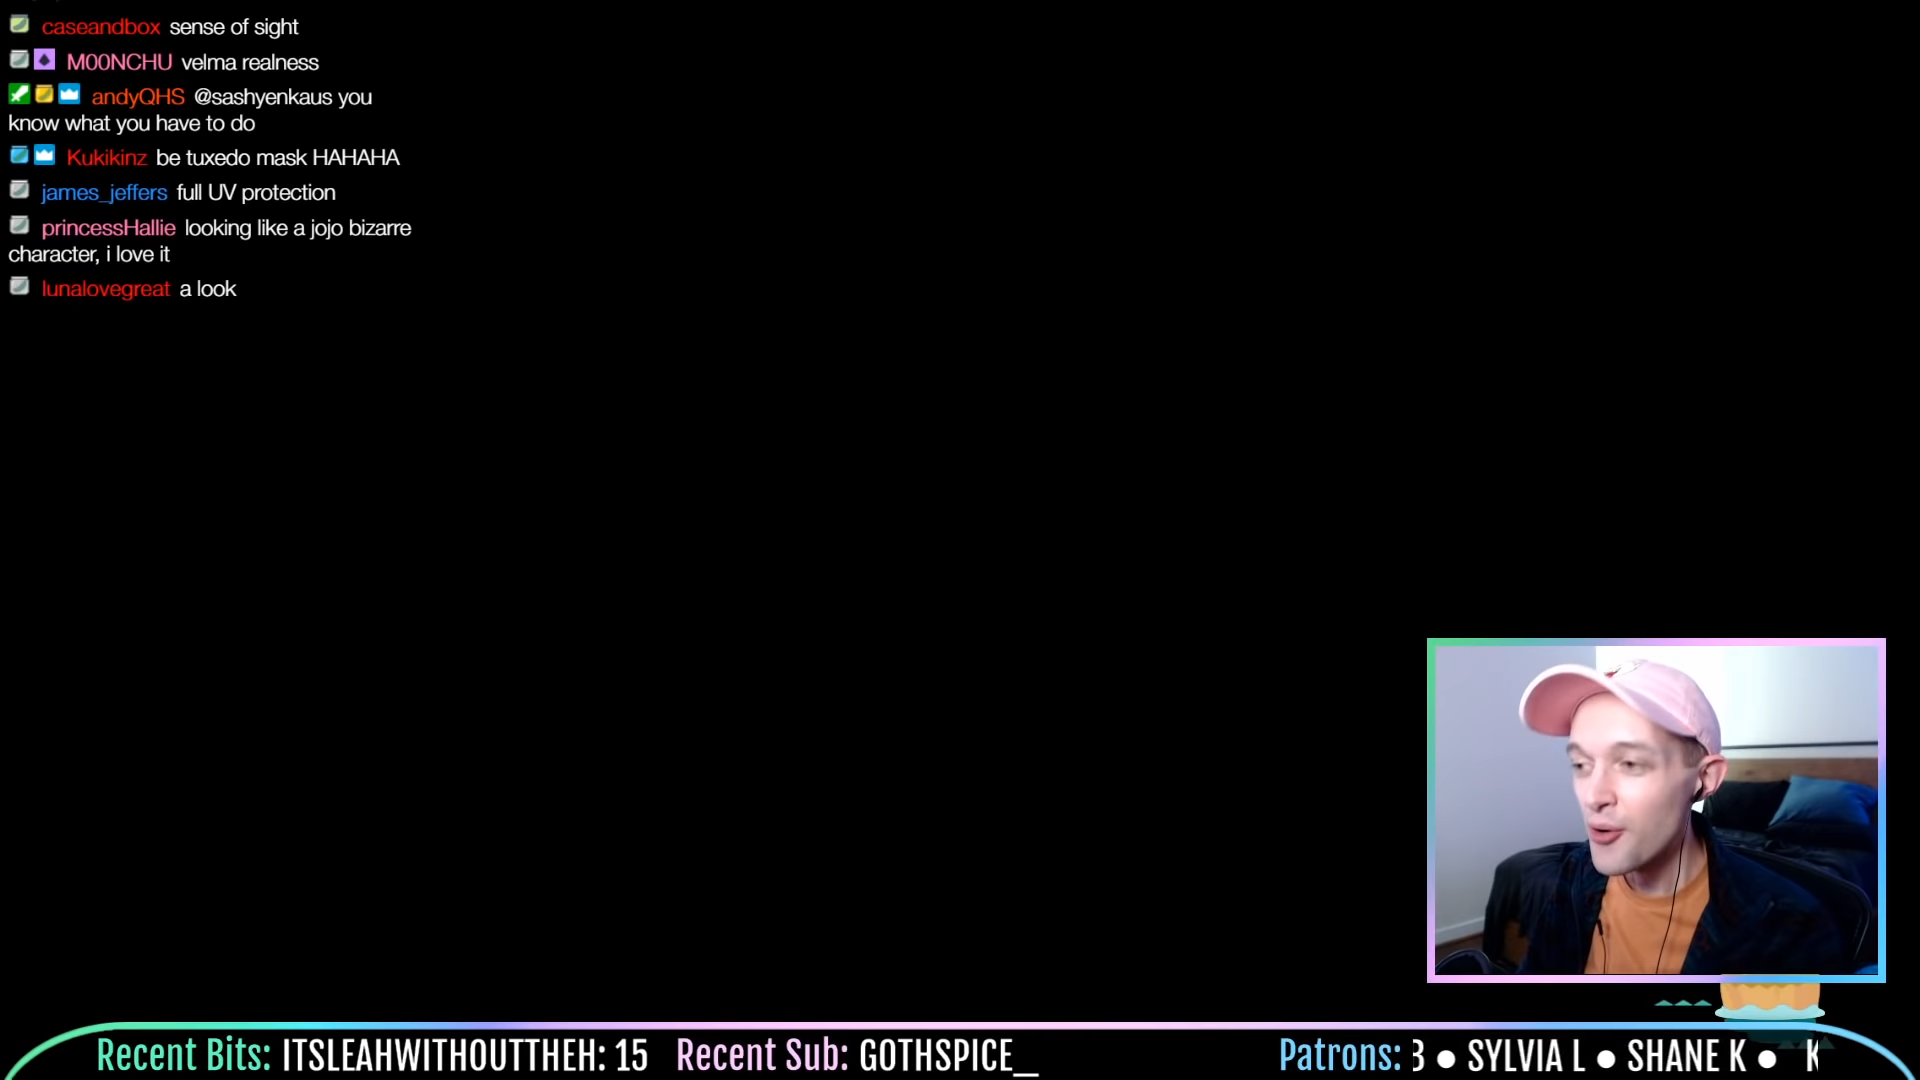 caseandbox sense of sight
M00NCHU velma realness
andyQHS @sashyenkaus you
know what you have to do
Kukikinz be tuxedo mask HAHAHA
james_jeffers full UV protection
princessHallie looking like a jojo bizarre
character, i love it
lunalovegreat a look
Recent Bits: ITSLEAHWITHOUTTHEH: 15 Recent Sub: GOTHSPICE_ Patrons: B ● SYLVIA L ● SHANE K ● K